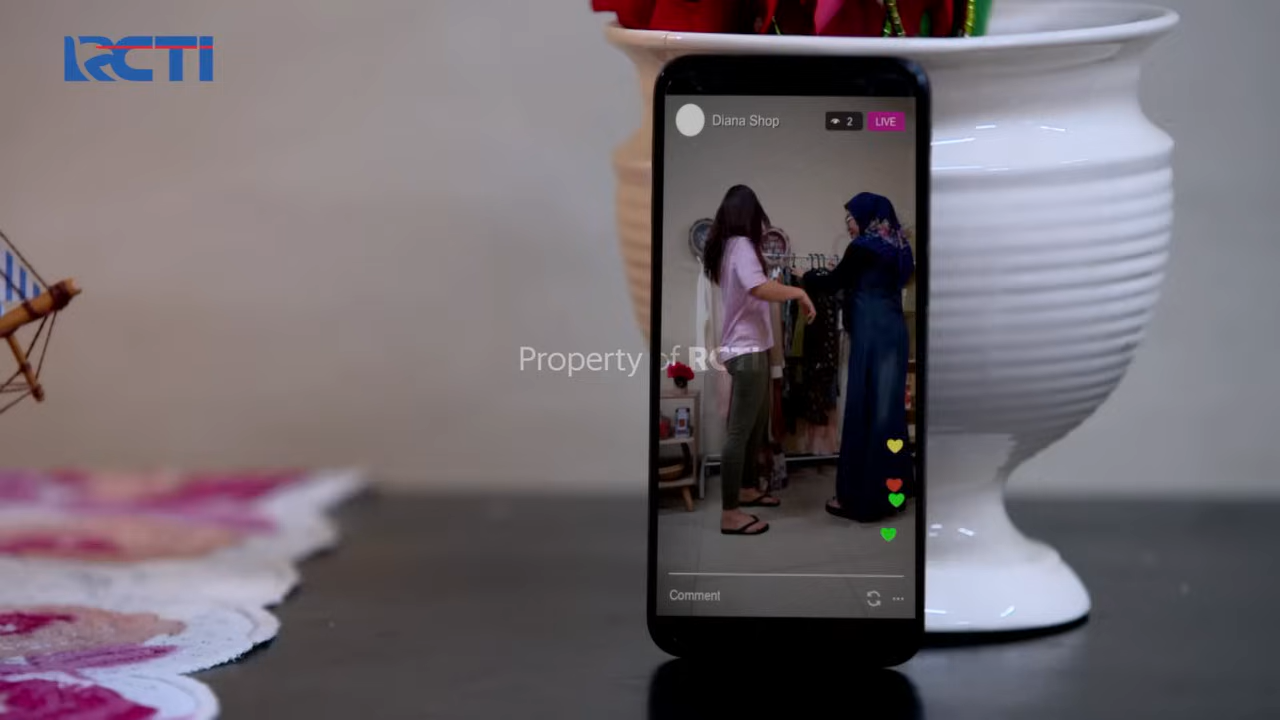 RCTI
Diana Shop
2
LIVE
Property of RCTI
Comment